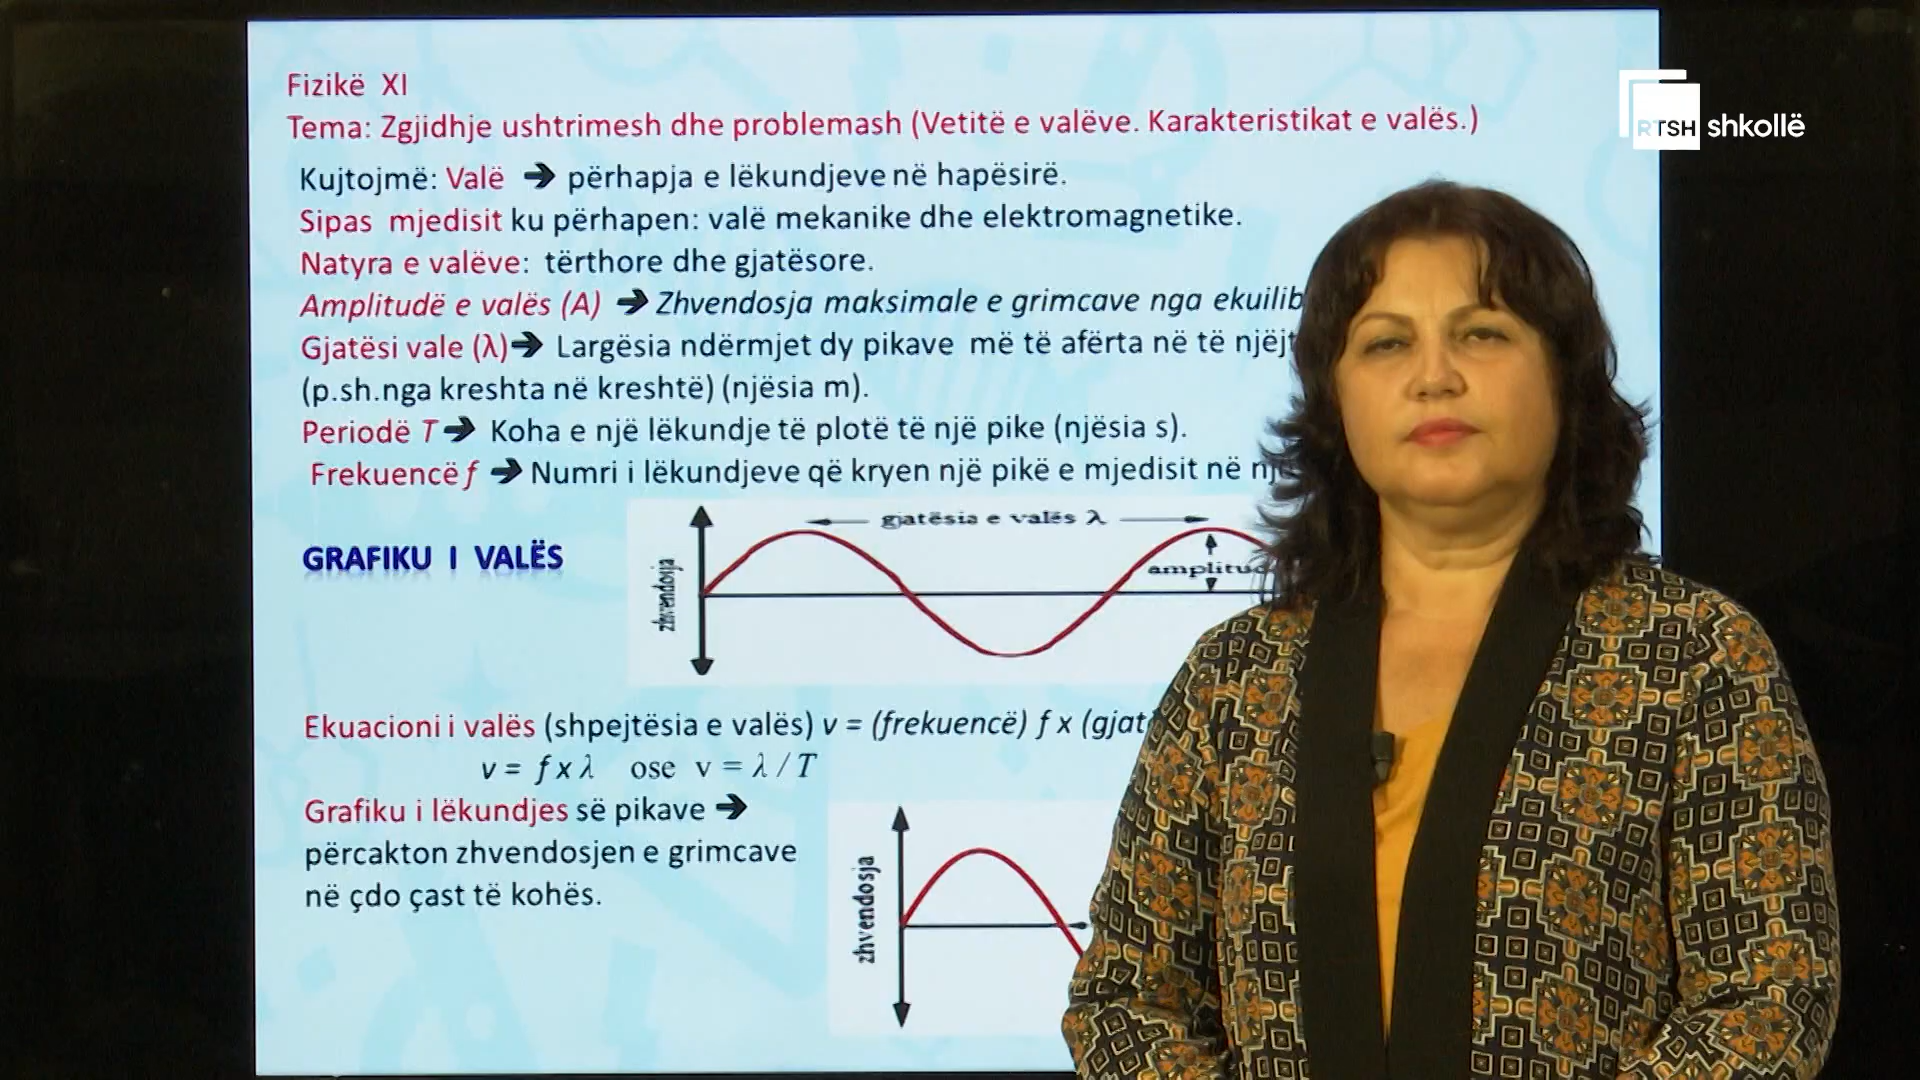 Fizikë XI
Tema: Zgjidhje ushtrimesh dhe problemash (Vetitë e valëve. Karakteristikat e valës.)
RTSH shkollë
Kujtojmë: Valë ➔ përhapja e lëkundjeve në hapësirë.
Sipas mjedisit ku përhapen: valë mekanike dhe elektromagnetike.
Natyra e valëve: tërthore dhe gjatësore.
Amplitudë e valës (A) ➔ Zhvendosja maksimale e grimcave nga
Gjatësi vale (λ) ➔ Largësia ndërmjet dy pikave më të afërta në të
(p.sh.nga kreshta në kreshtë) (njësia m).
Periodë T ➔ Koha e një lëkundje të plotë të një pike (njësia s).
Frekuencë f ➔ Numri i lëkundjeve që kryen një pikë e mjedisit në
gjatësia e valës λ
GRAFIKU I VALËS
zhvendosja
Ekuacioni i valës (shpejtësia e valës) v = (frekuencë) f x
v = f x λ ose v = λ / T
Grafiku i lëkundjes së pikave ➔
përcakton zhvendosjen e grimcave
në çdo çast të kohës.
zhvendosja